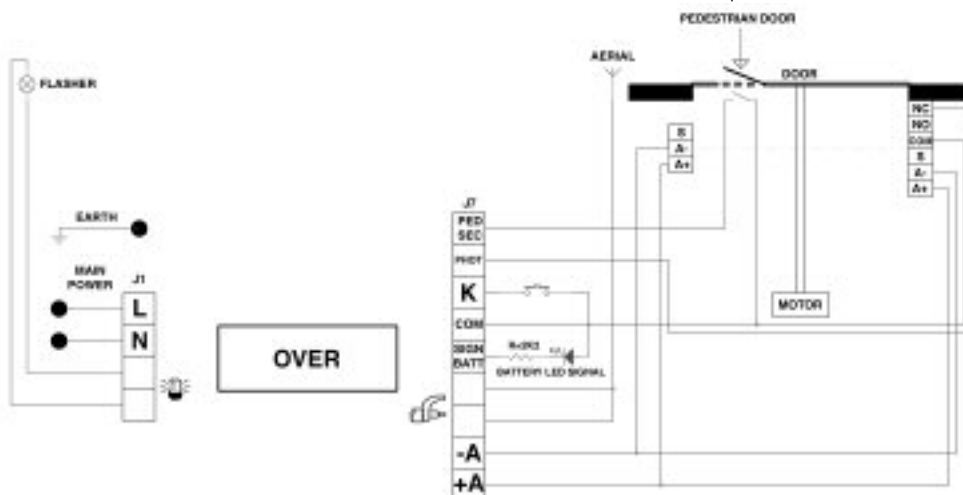 PEDESTRIAN DOOR
AERIAL
FLASHER
DOOR
NC
NO
COM
S
A-
A+
S
A-
A+
EARTH
MAIN
POWER
J1
L
N
OVER
J7
PED
SEC
PHOT
K
COM
SIGN
BATT
BATTERY LED SIGNAL
MOTOR
-A
+A